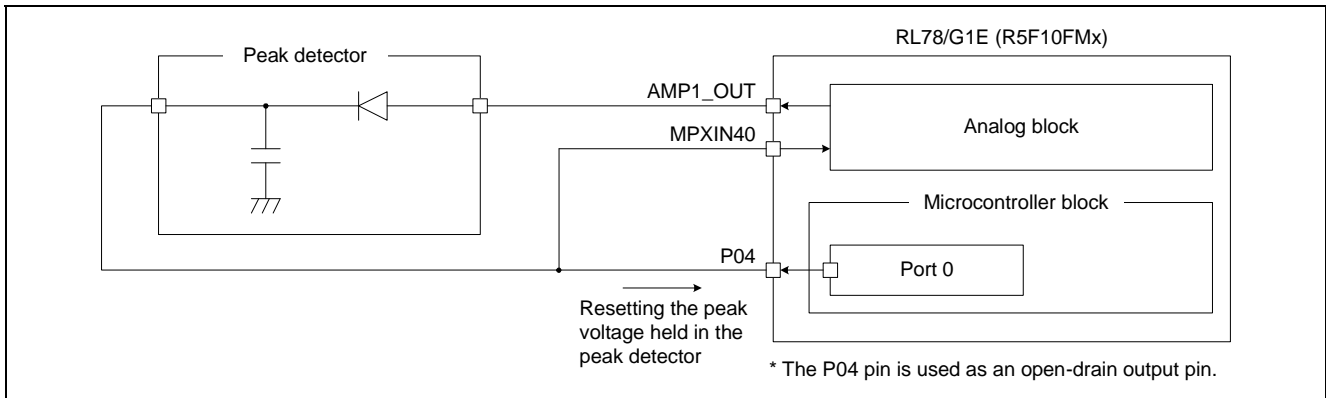 RL78/G1E (R5F10FMx)
Peak detector
AMP1_OUT
Analog block
MPXIN40
Microcontroller block
P04
Port 0
Resetting the peak
voltage held in the
peak detector
* The P04 pin is used as an open-drain output pin.